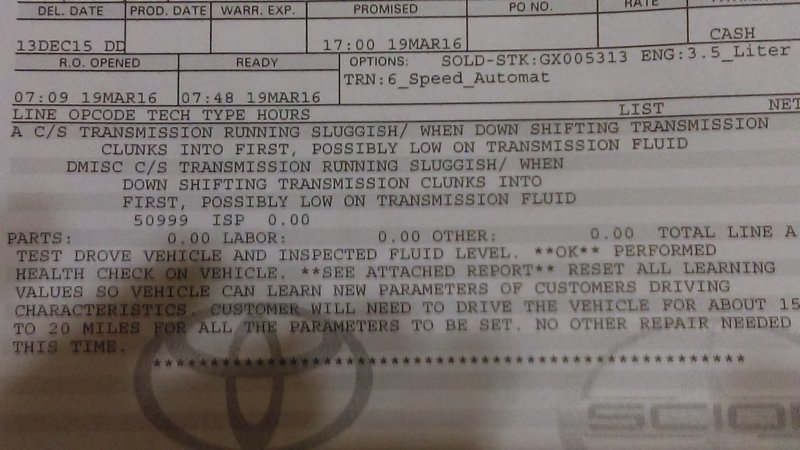 DEL. DATE PROD. DATE WARR. EXP. PROMISED PO NO. RATE
13DEC15 DD 17:00 19MAR16 CASH
R.O. OPENED READY OPTIONS: SOLD-STK:GX005313 ENG:3.5_Liter
TRN:6_Speed_Automat
07:09 19MAR16 07:48 19MAR16
LINE OPCODE TECH TYPE HOURS LIST NET
A C/S TRANSMISSION RUNNING SLUGGISH/ WHEN DOWN SHIFTING TRANSMISSION
CLUNKS INTO FIRST, POSSIBLY LOW ON TRANSMISSION FLUID
DMISC C/S TRANSMISSION RUNNING SLUGGISH/ WHEN
DOWN SHIFTING TRANSMISSION CLUNKS INTO
FIRST, POSSIBLY LOW ON TRANSMISSION FLUID
50999 ISP 0.00
PARTS: 0.00 LABOR: 0.00 OTHER: 0.00 TOTAL LINE A
TEST DROVE VEHICLE AND INSPECTED FLUID LEVEL. **OK** PERFORMED
HEALTH CHECK ON VEHICLE. **SEE ATTACHED REPORT** RESET ALL LEARNING
VALUES SO VEHICLE CAN LEARN NEW PARAMETERS OF CUSTOMERS DRIVING
CHARACTERISTICS. CUSTOMER WILL NEED TO DRIVE THE VEHICLE FOR ABOUT 15
TO 20 MILES FOR ALL THE PARAMETERS TO BE SET. NO OTHER REPAIR NEEDED
THIS TIME.
****************************************************
SCIO